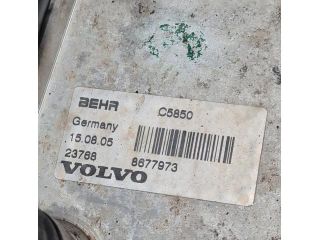 BEHR C5850
Germany
15.08.05
23768 8677973
VOLVO